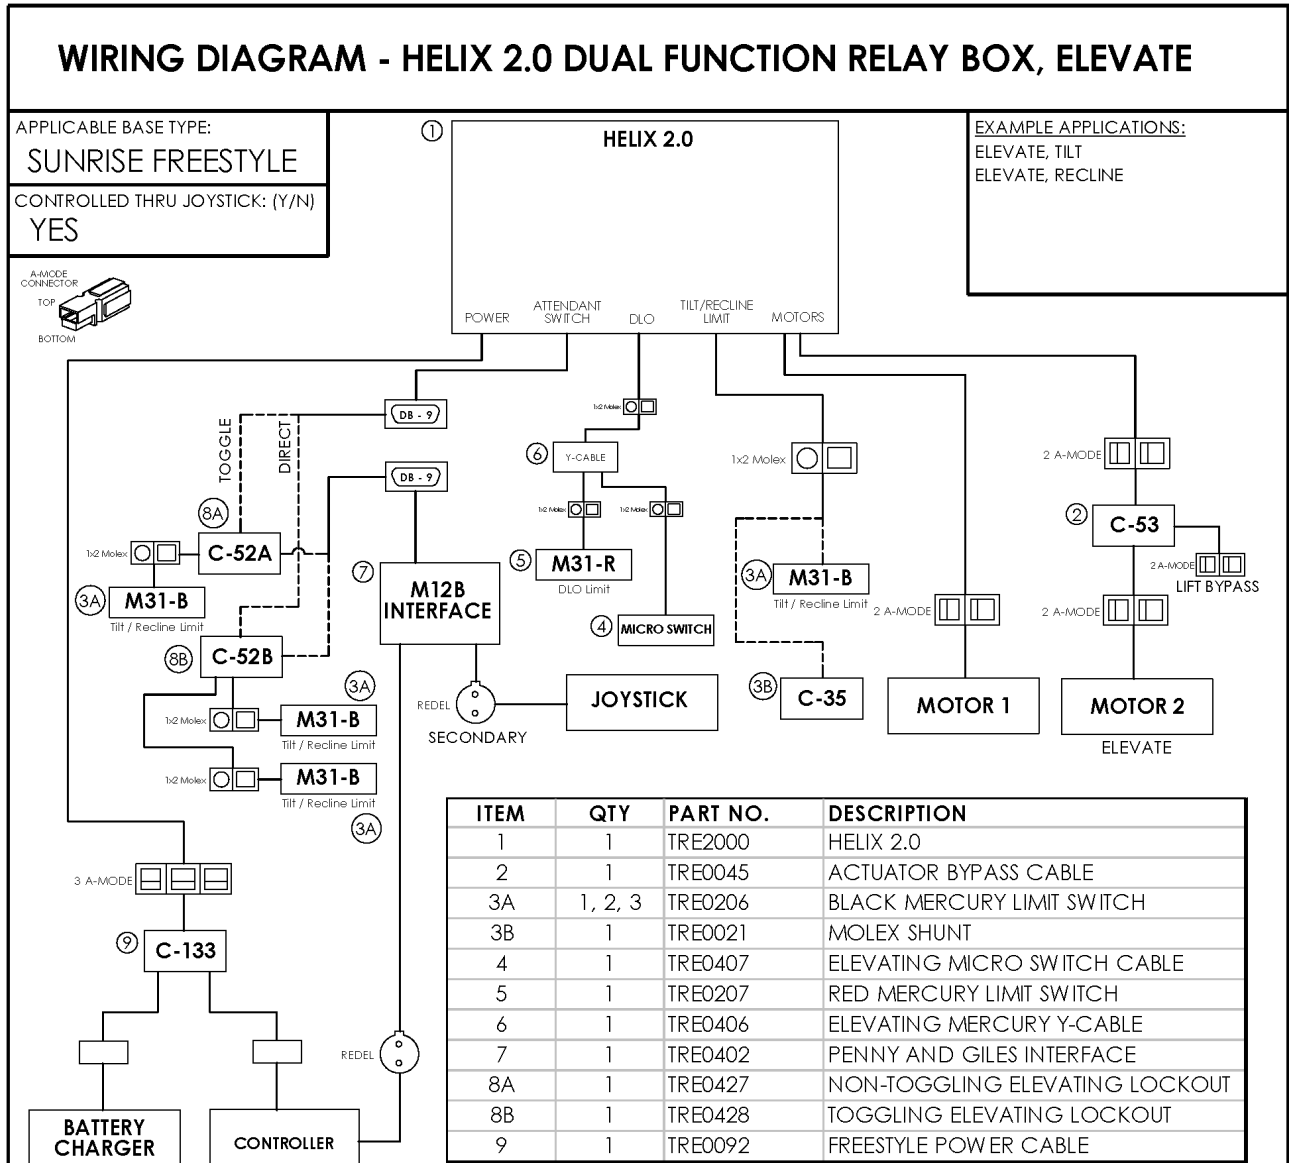 WIRING DIAGRAM - HELIX 2.0 DUAL FUNCTION RELAY BOX, ELEVATE
APPLICABLE BASE TYPE:
SUNRISE FREESTYLE
CONTROLLED THRU JOYSTICK: (Y/N)
YES
1
HELIX 2.0
EXAMPLE APPLICATIONS:
ELEVATE, TILT
ELEVATE, RECLINE
A-MODE
CONNECTOR
TOP
BOTTOM
POWER
ATTENDANT
SWITCH
DLO
TILT/RECLINE
LIMIT
MOTORS
DB - 9
1x2 Molex
TOGGLE
DIRECT
6
Y-CABLE
1x2 Molex
2 A-MODE
DB - 9
8A
1x2 Molex
1x2 Molex
2
C-53
1x2 Molex
C-52A
5
M31-R
DLO Limit
7
M12B
INTERFACE
3A
M31-B
Tilt / Recline Limit
2 A-MODE
LIFT BYPASS
3A
M31-B
Tilt / Recline Limit
2 A-MODE
2 A-MODE
4
MICRO SWITCH
8B
C-52B
3A
REDEL
SECONDARY
JOYSTICK
3B
C-35
MOTOR 1
MOTOR 2
ELEVATE
1x2 Molex
M31-B
Tilt / Recline Limit
1x2 Molex
M31-B
Tilt / Recline Limit
3A
3 A-MODE
9
C-133
REDEL
BATTERY
CHARGER
CONTROLLER
ITEM QTY PART NO. DESCRIPTION
1 1 TRE2000 HELIX 2.0
2 1 TRE0045 ACTUATOR BYPASS CABLE
3A 1, 2, 3 TRE0206 BLACK MERCURY LIMIT SWITCH
3B 1 TRE0021 MOLEX SHUNT
4 1 TRE0407 ELEVATING MICRO SWITCH CABLE
5 1 TRE0207 RED MERCURY LIMIT SWITCH
6 1 TRE0406 ELEVATING MERCURY Y-CABLE
7 1 TRE0402 PENNY AND GILES INTERFACE
8A 1 TRE0427 NON-TOGGLING ELEVATING LOCKOUT
8B 1 TRE0428 TOGGLING ELEVATING LOCKOUT
9 1 TRE0092 FREESTYLE POWER CABLE